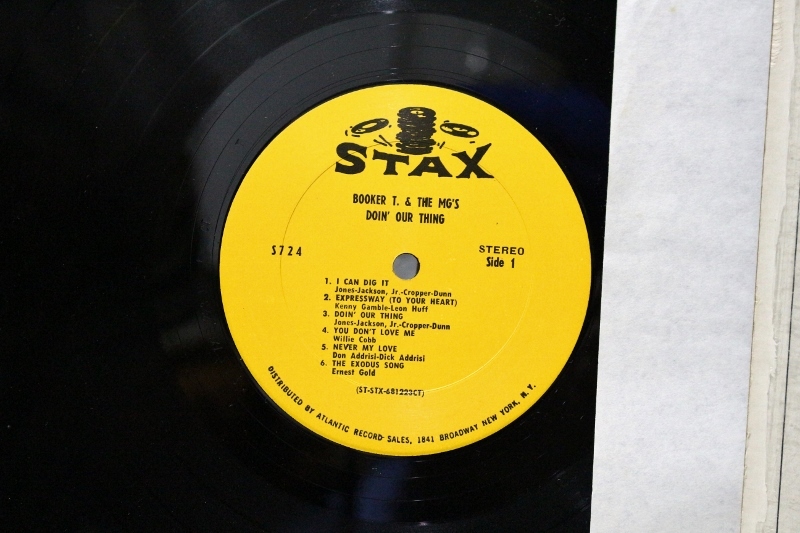 STAX
BOOKER T. & THE MG'S
DOIN' OUR THING
S724
STEREO
Side 1
1. I CAN DIG IT
Jones-Jackson, Jr.-Cropper-Dunn
2. EXPRESSWAY (TO YOUR HEART)
Kenny Gamble-Leon Huff
3. DOIN' OUR THING
Jones-Jackson, Jr.-Cropper-Dunn
4. YOU DON'T LOVE ME
Willie Cobb
5. NEVER MY LOVE
Don Addrisi-Dick Addrisi
6. THE EXODUS SONG
Ernest Gold
(ST-STX-681223CT)
DISTRIBUTED BY ATLANTIC RECORD SALES, 1841 BROADWAY NEW YORK, N. Y.